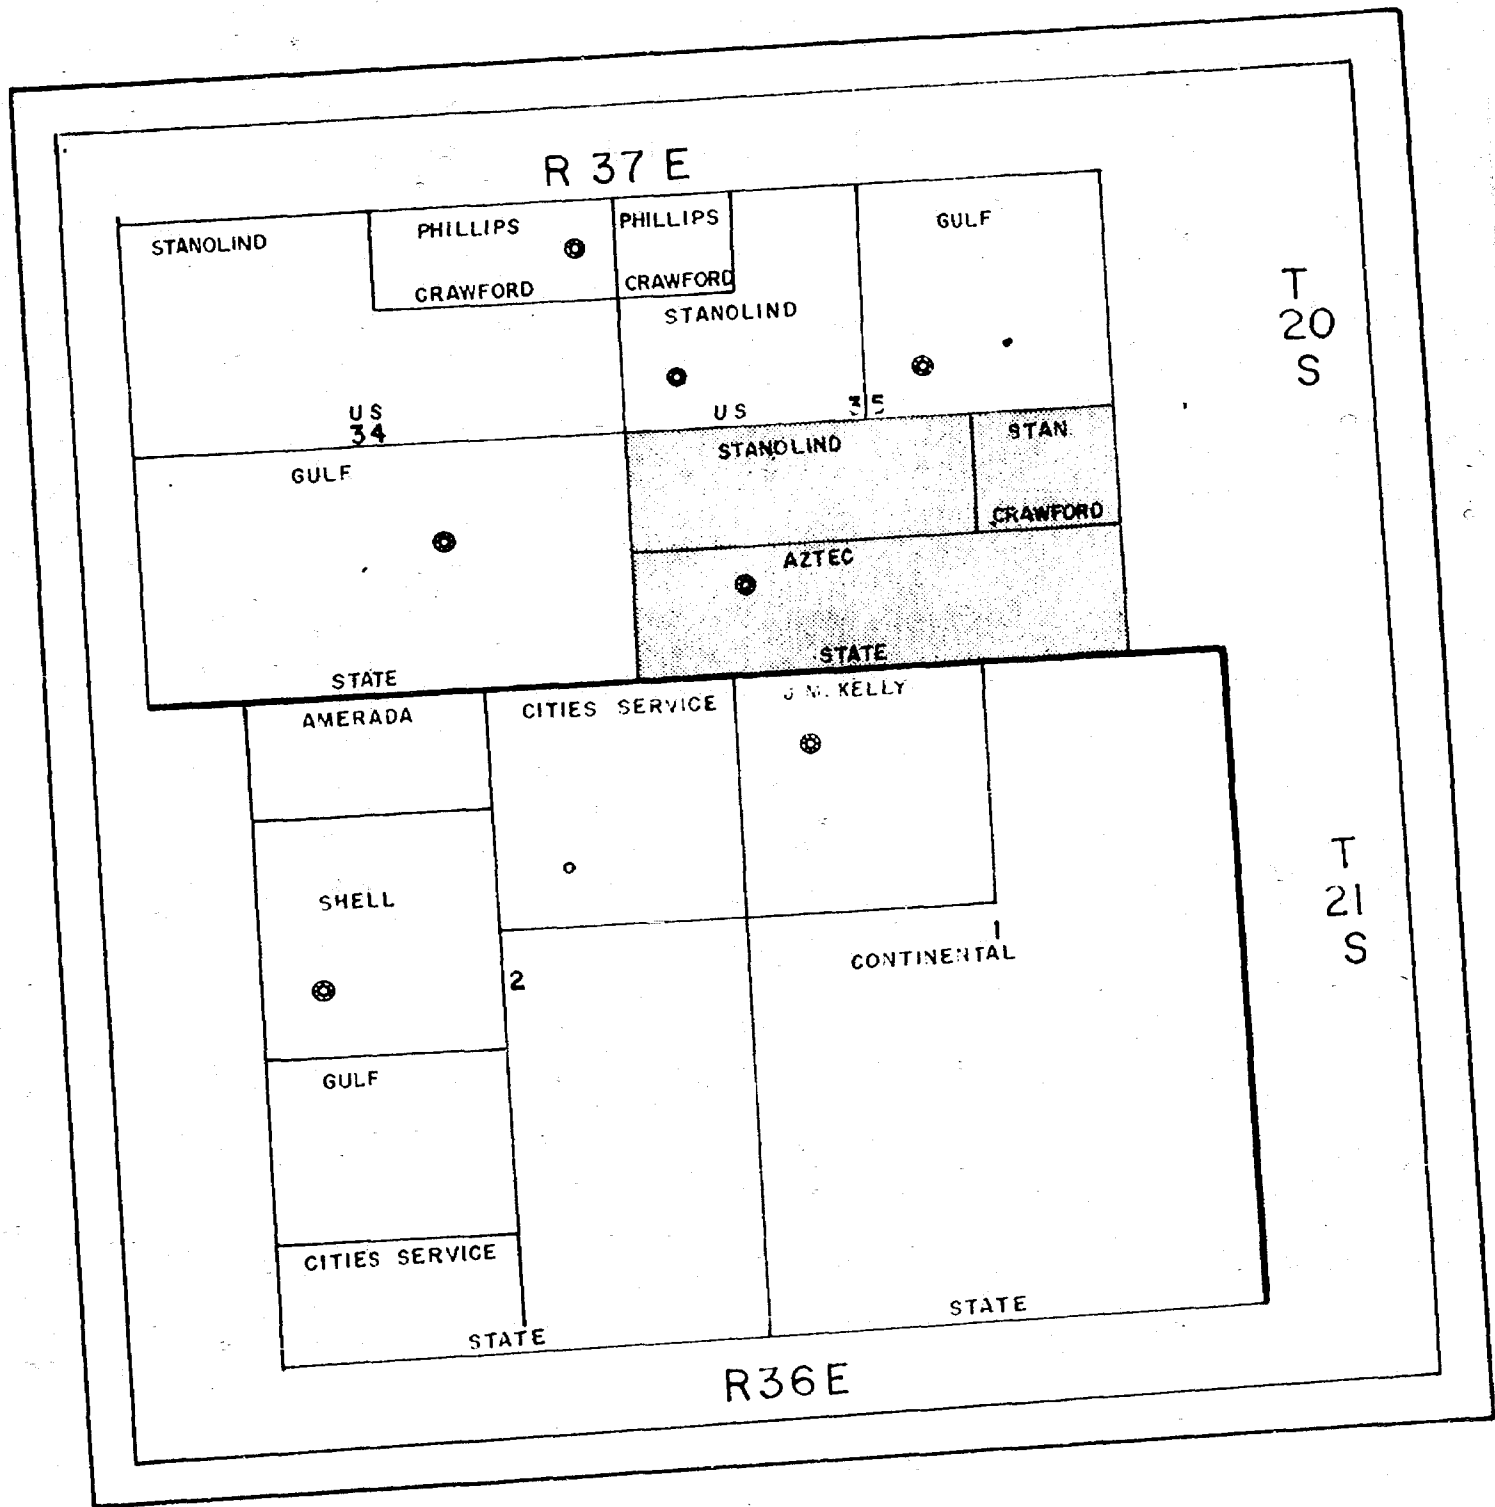 R 37 E
STANOLIND
PHILLIPS
CRAWFORD
PHILLIPS
CRAWFORD
STANOLIND
GULF
T
20
S
US
34
US
35
GULF
STANOLIND
STAN
CRAWFORD
AZTEC
STATE
STATE
AMERADA
CITIES SERVICE
J. M. KELLY
SHELL
T
21
S
1
CONTINENTAL
2
GULF
CITIES SERVICE
STATE
STATE
R36E